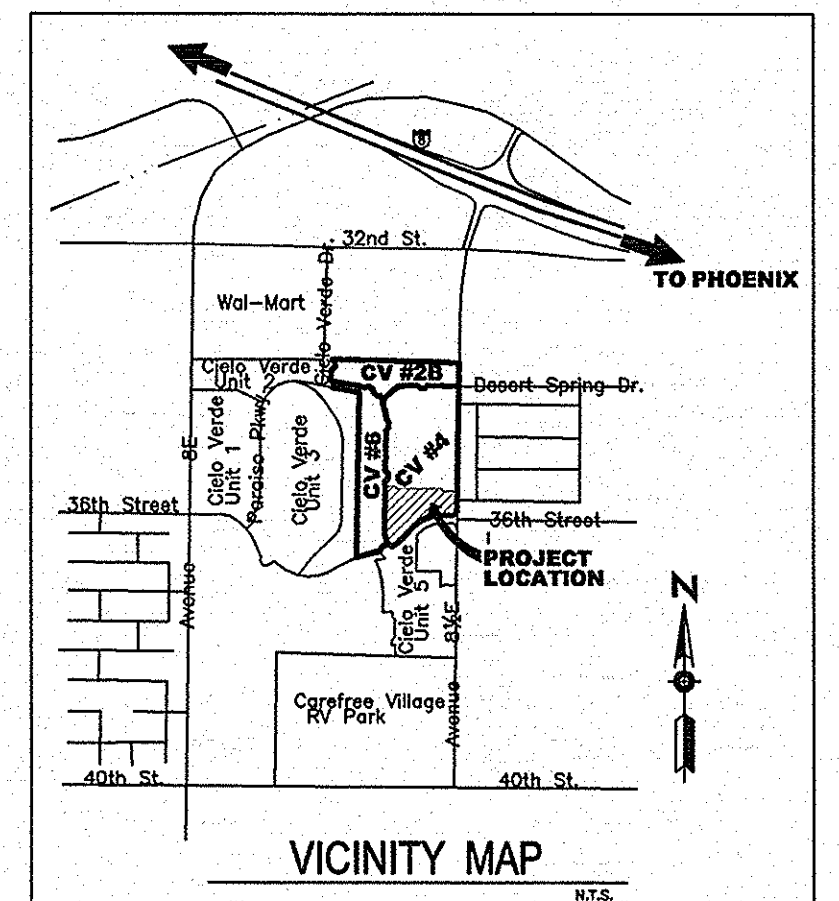 8
32nd St.
TO PHOENIX
Wal-Mart
Cielo Verde Dr.
Cielo Verde
Unit 2
CV #2B
Desert Spring Dr.
8E
Cielo Verde
Unit 1
Paraiso Pkwy.
Cielo Verde
Unit 3
CV #6
CV #4
36th Street
36th Street
PROJECT
LOCATION
Avenue
Cielo Verde
Unit 5
8½E
N
Carefree Village
RV Park
Avenue
40th St.
40th St.
VICINITY MAP
N.T.S.